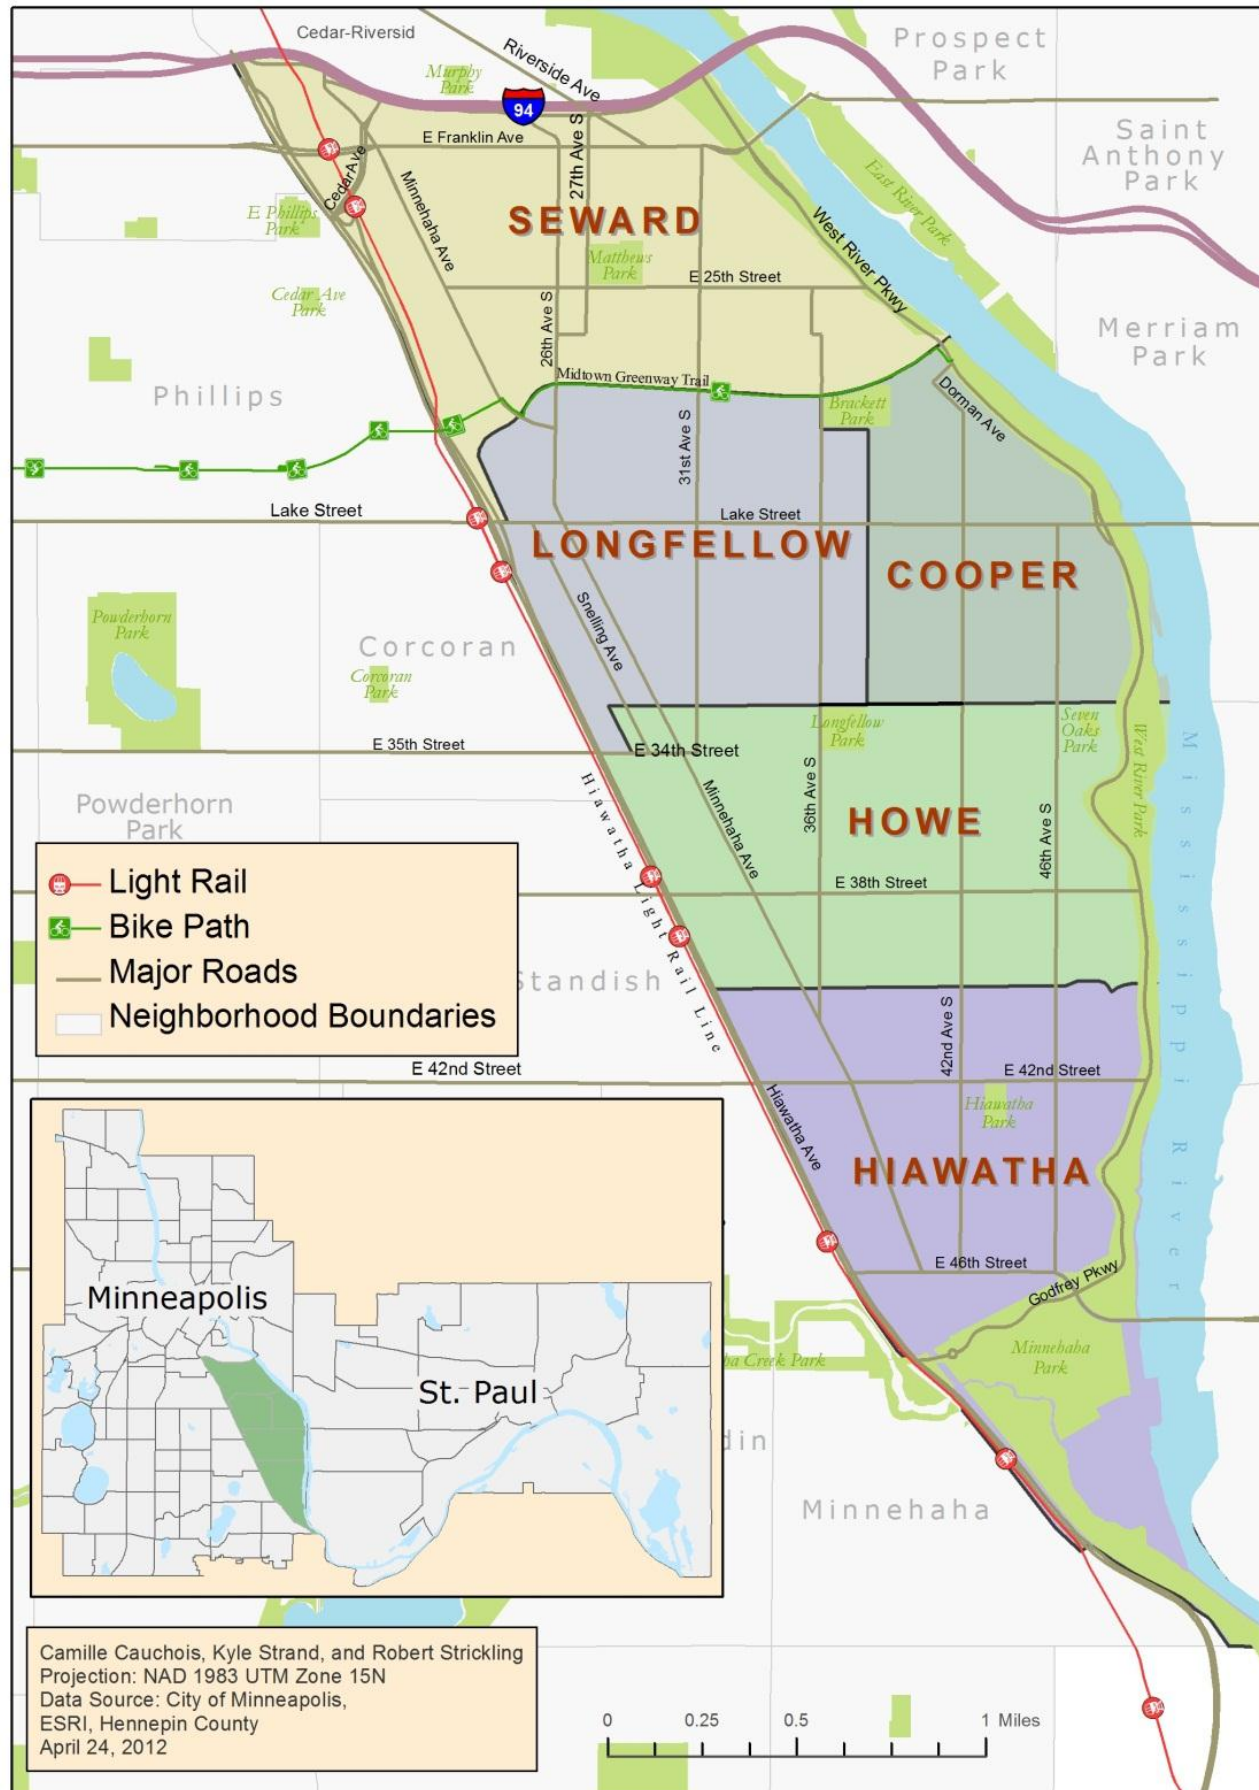 Cedar-Riversid
Prospect
Park
Riverside Ave
Murphy
Park
94
27th Ave S
E Franklin Ave
Saint
Anthony
Park
Cedar Ave
Minnehaha Ave
East River Park
E Phillips
Park
SEWARD
West River Pkwy
Matthews
Park
E 25th Street
Cedar Ave
Park
26th Ave S
Merriam
Park
Midtown Greenway Trail
Phillips
Brackett
Park
Dorman Ave
31st Ave S
36th Ave S
Lake Street
Lake Street
LONGFELLOW
COOPER
Snelling Ave
Powderhorn
Park
Corcoran
Corcoran
Park
Longfellow
Park
Seven
Oaks
Park
West River Park
Mississippi River
E 35th Street
E 34th Street
Hiawatha Light Rail Line
Minnehaha Ave
36th Ave S
HOWE
46th Ave S
Powderhorn
Park
E 38th Street
Light Rail
Bike Path
Major Roads
Neighborhood Boundaries
Standish
42nd Ave S
E 42nd Street
E 42nd Street
Hiawatha Ave
Hiawatha
Park
HIAWATHA
E 46th Street
Godfrey Pkwy
Minneapolis
St. Paul
ha Creek Park
Minnehaha
Park
din
Minnehaha
Camille Cauchois, Kyle Strand, and Robert Strickling
Projection: NAD 1983 UTM Zone 15N
Data Source: City of Minneapolis,
ESRI, Hennepin County
April 24, 2012
0 0.25 0.5 1 Miles